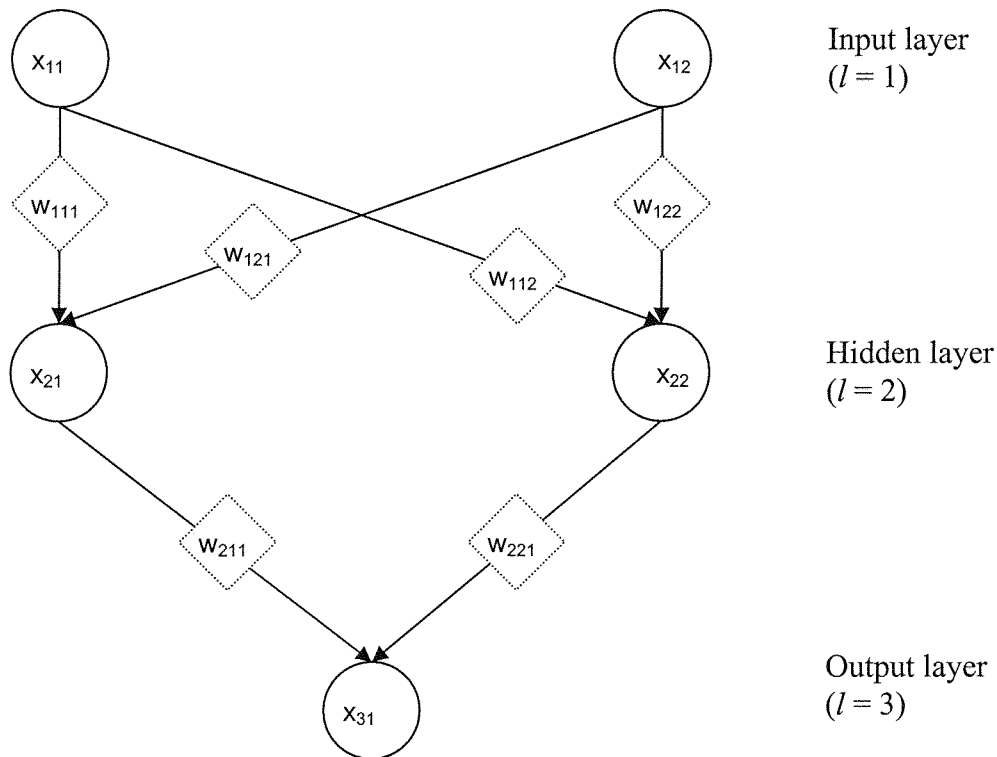 x₁₁
x₁₂
Input layer
(l = 1)
w₁₁₁
w₁₂₂
w₁₂₁
w₁₁₂
x₂₁
x₂₂
Hidden layer
(l = 2)
w₂₁₁
w₂₂₁
x₃₁
Output layer
(l = 3)